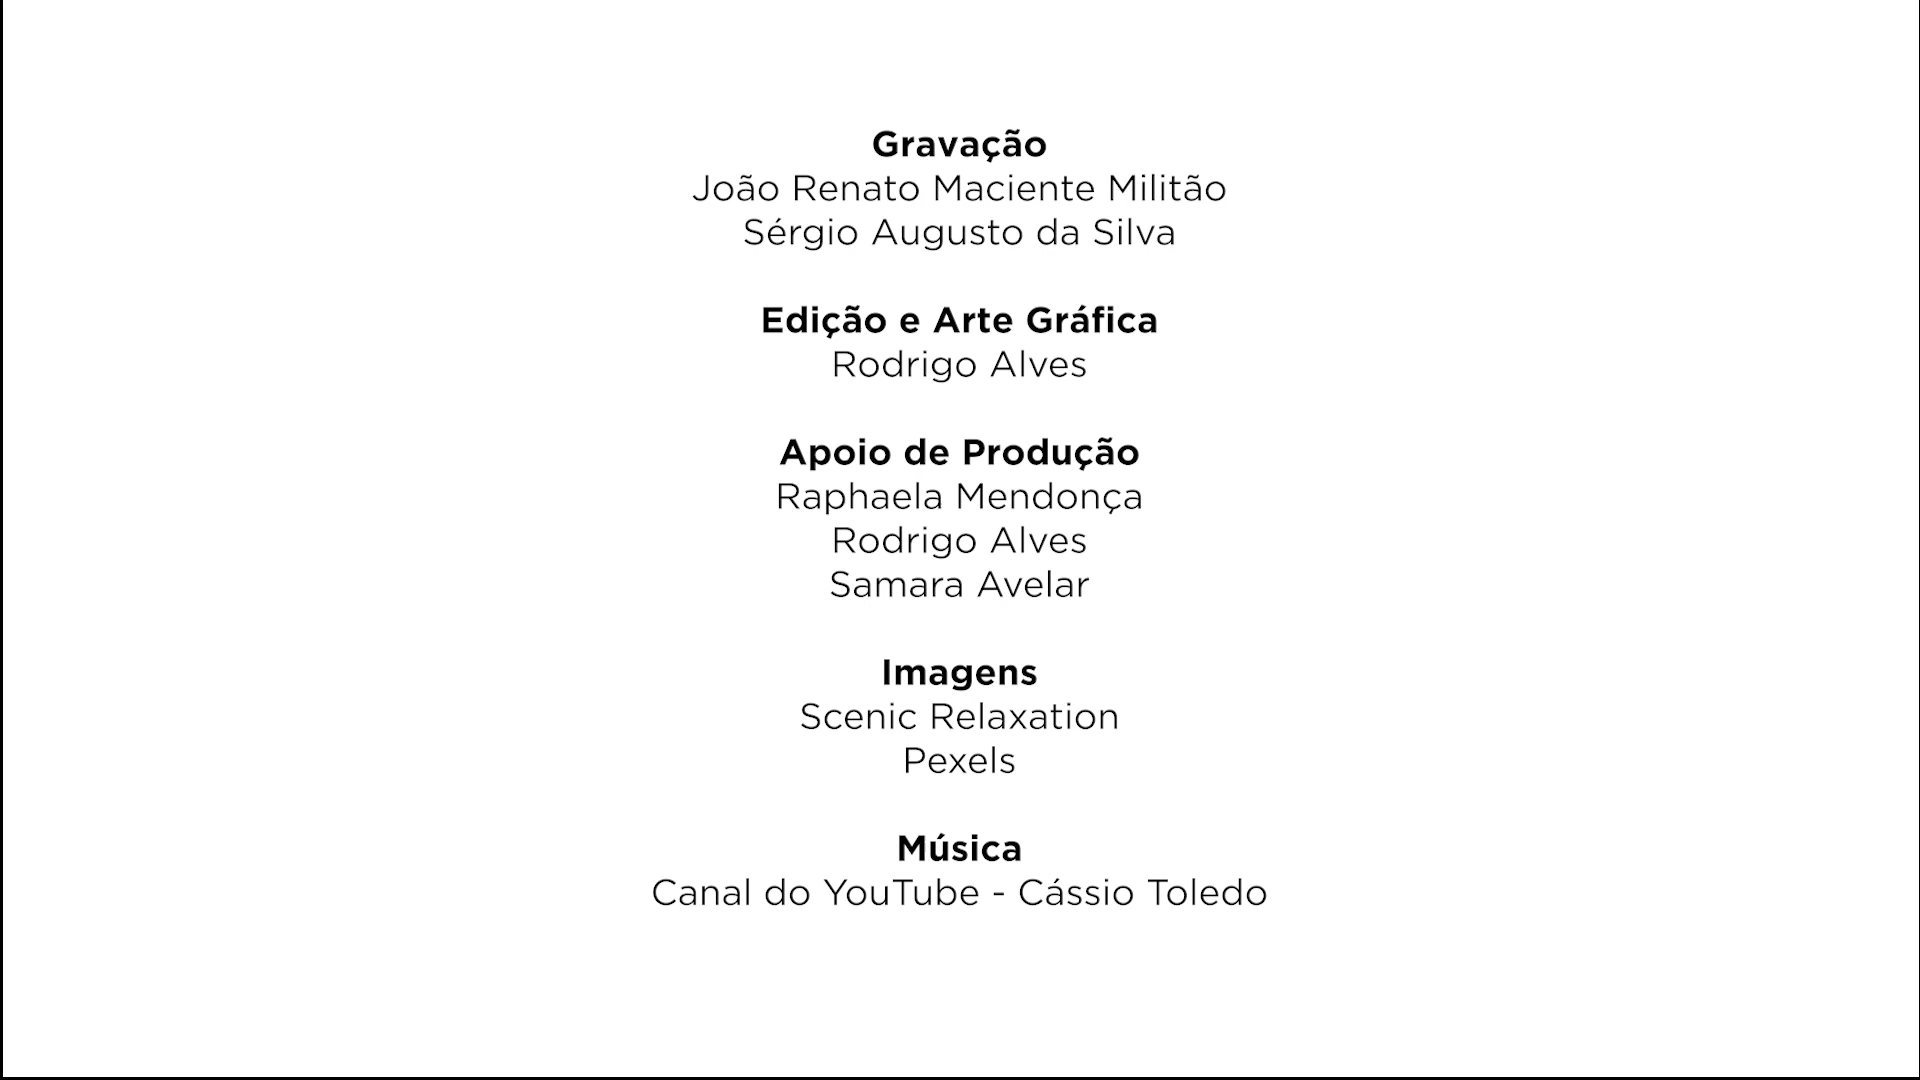 Gravação
João Renato Maciente Militão
Sérgio Augusto da Silva
Edição e Arte Gráfica
Rodrigo Alves
Apoio de Produção
Raphaela Mendonça
Rodrigo Alves
Samara Avelar
Imagens
Scenic Relaxation
Pexels
Música
Canal do YouTube - Cássio Toledo